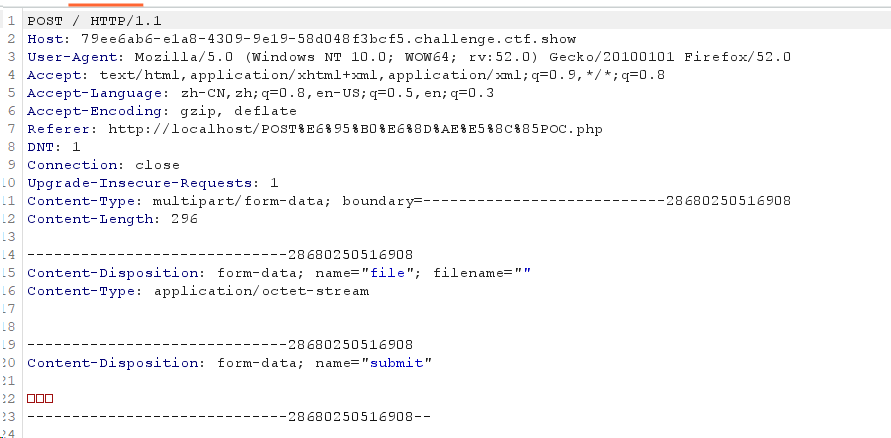 1 POST / HTTP/1.1
2 Host: 79ee6ab6-e1a8-4309-9e19-58d048f3bcf5.challenge.ctf.show
3 User-Agent: Mozilla/5.0 (Windows NT 10.0; WOW64; rv:52.0) Gecko/20100101 Firefox/52.0
4 Accept: text/html,application/xhtml+xml,application/xml;q=0.9,*/*;q=0.8
5 Accept-Language: zh-CN,zh;q=0.8,en-US;q=0.5,en;q=0.3
6 Accept-Encoding: gzip, deflate
7 Referer: http://localhost/POST%E6%95%B0%E6%8D%AE%E5%8C%85POC.php
8 DNT: 1
9 Connection: close
10 Upgrade-Insecure-Requests: 1
11 Content-Type: multipart/form-data; boundary=---------------------------28680250516908
12 Content-Length: 296
13
14 -----------------------------28680250516908
15 Content-Disposition: form-data; name="file"; filename=""
16 Content-Type: application/octet-stream
17
18
19 -----------------------------28680250516908
20 Content-Disposition: form-data; name="submit"
21
22 □□□
23 -----------------------------28680250516908--
24